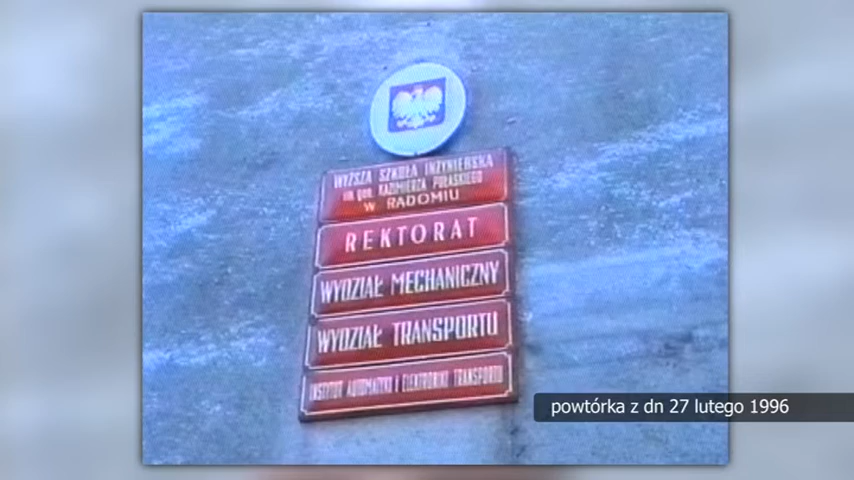 WYŻSZA SZKOŁA INŻYNIERSKA
IM. GEN. KAZIMIERZA PUŁASKIEGO
W RADOMIU
REKTORAT
WYDZIAŁ MECHANICZNY
WYDZIAŁ TRANSPORTU
INSTYTUT AUTOMATYKI I ELEKTRONIKI TRANSPORTU
powtórka z dn 27 lutego 1996